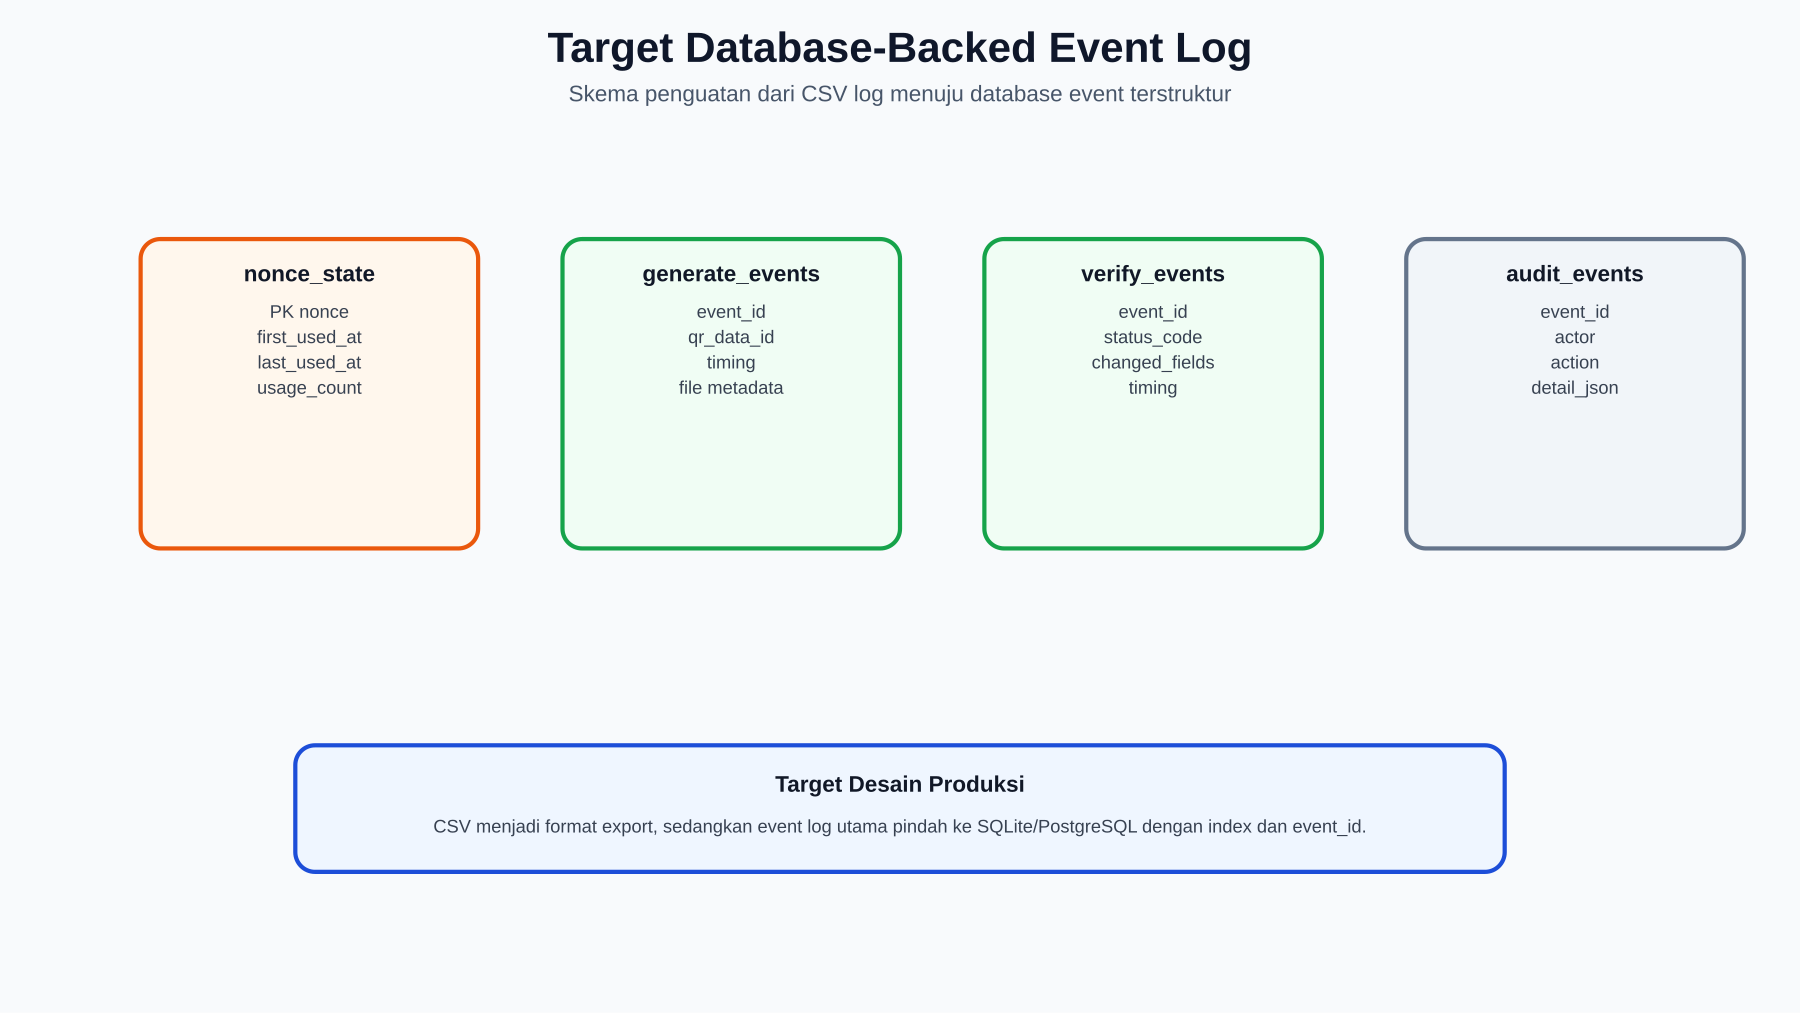 Target Database-Backed Event Log
Skema penguatan dari CSV log menuju database event terstruktur
nonce_state
PK nonce
first_used_at
last_used_at
usage_count
generate_events
event_id
qr_data_id
timing
file metadata
verify_events
event_id
status_code
changed_fields
timing
audit_events
event_id
actor
action
detail_json
Target Desain Produksi
CSV menjadi format export, sedangkan event log utama pindah ke SQLite/PostgreSQL dengan index dan event_id.